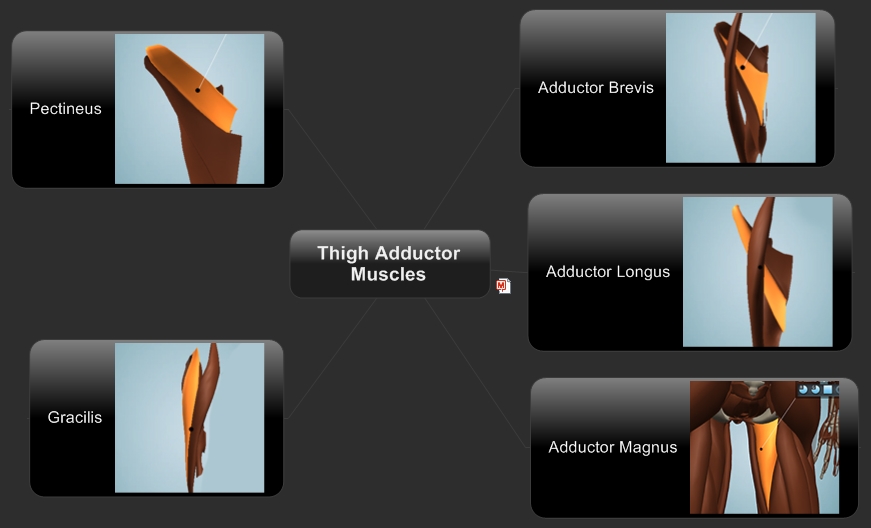 Pectineus
Adductor Brevis
Thigh Adductor
Muscles
Adductor Longus
Gracilis
Adductor Magnus
M